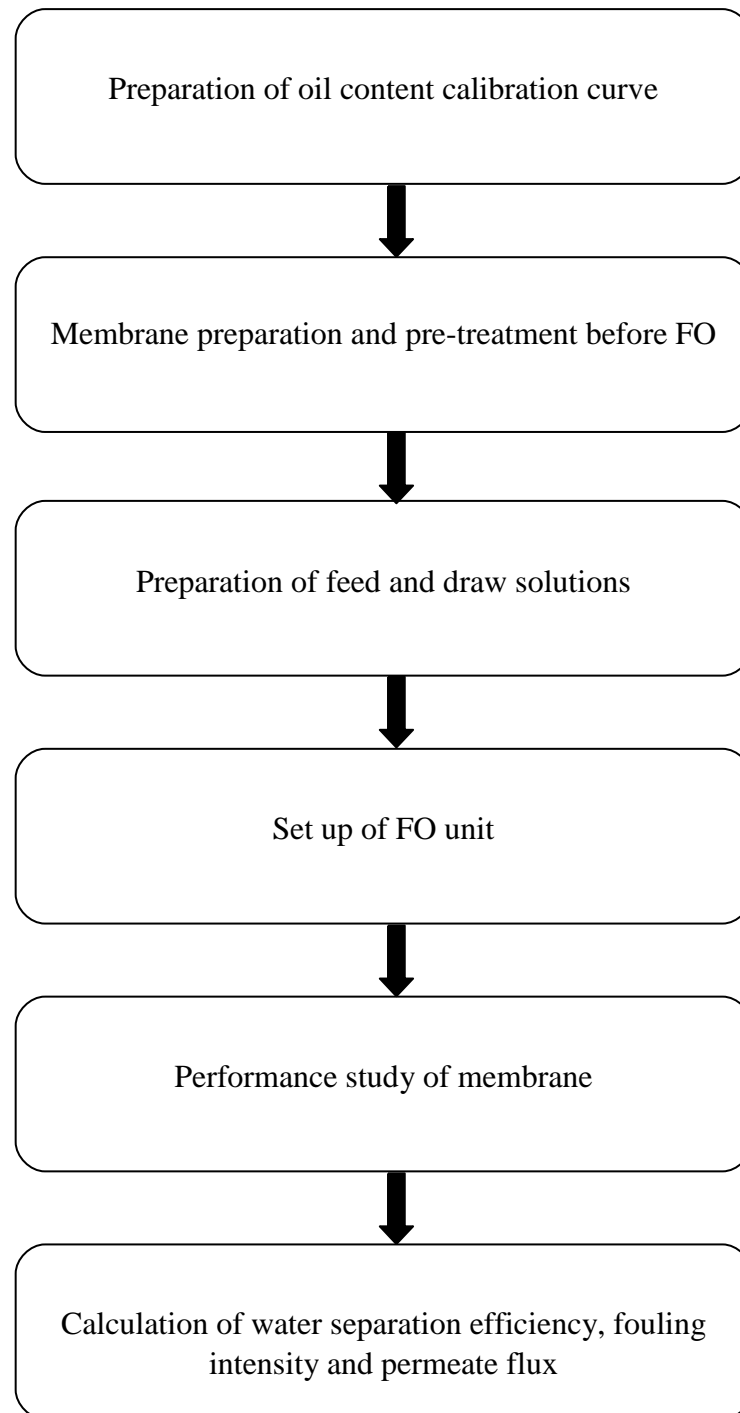 Preparation of oil content calibration curve
Membrane preparation and pre-treatment before FO
Preparation of feed and draw solutions
Set up of FO unit
Performance study of membrane
Calculation of water separation efficiency, fouling
intensity and permeate flux